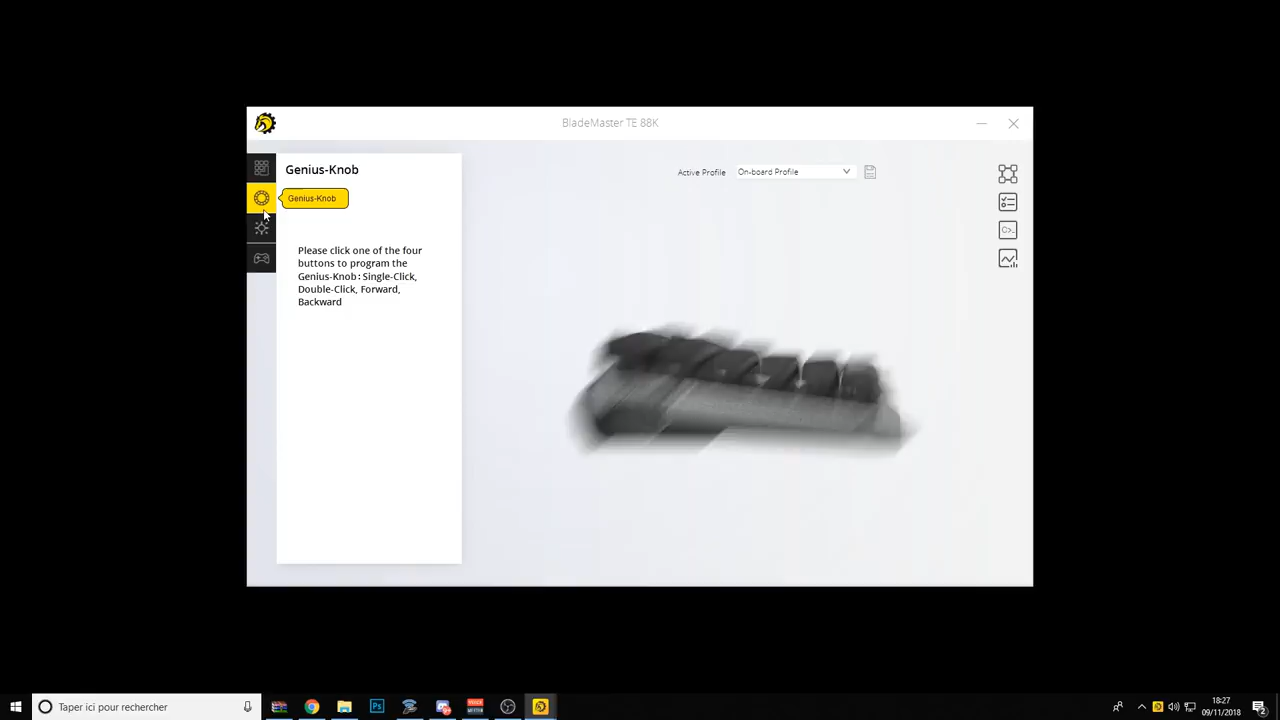 BladeMaster TE 88K
Genius-Knob
Genius-Knob
Please click one of the four
buttons to program the
Genius-Knob: Single-Click,
Double-Click, Forward,
Backward
Active Profile
On-board Profile
C>_
Taper ici pour rechercher
Ps
18:27
09/11/2018
2